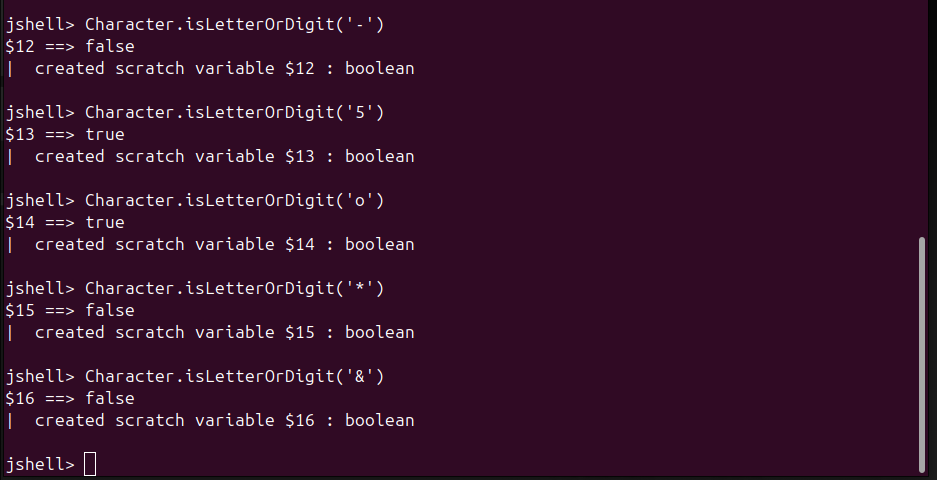 jshell> Character.isLetterOrDigit('-')
$12 ==> false
|  created scratch variable $12 : boolean
jshell> Character.isLetterOrDigit('5')
$13 ==> true
|  created scratch variable $13 : boolean
jshell> Character.isLetterOrDigit('o')
$14 ==> true
|  created scratch variable $14 : boolean
jshell> Character.isLetterOrDigit('*')
$15 ==> false
|  created scratch variable $15 : boolean
jshell> Character.isLetterOrDigit('&')
$16 ==> false
|  created scratch variable $16 : boolean
jshell>